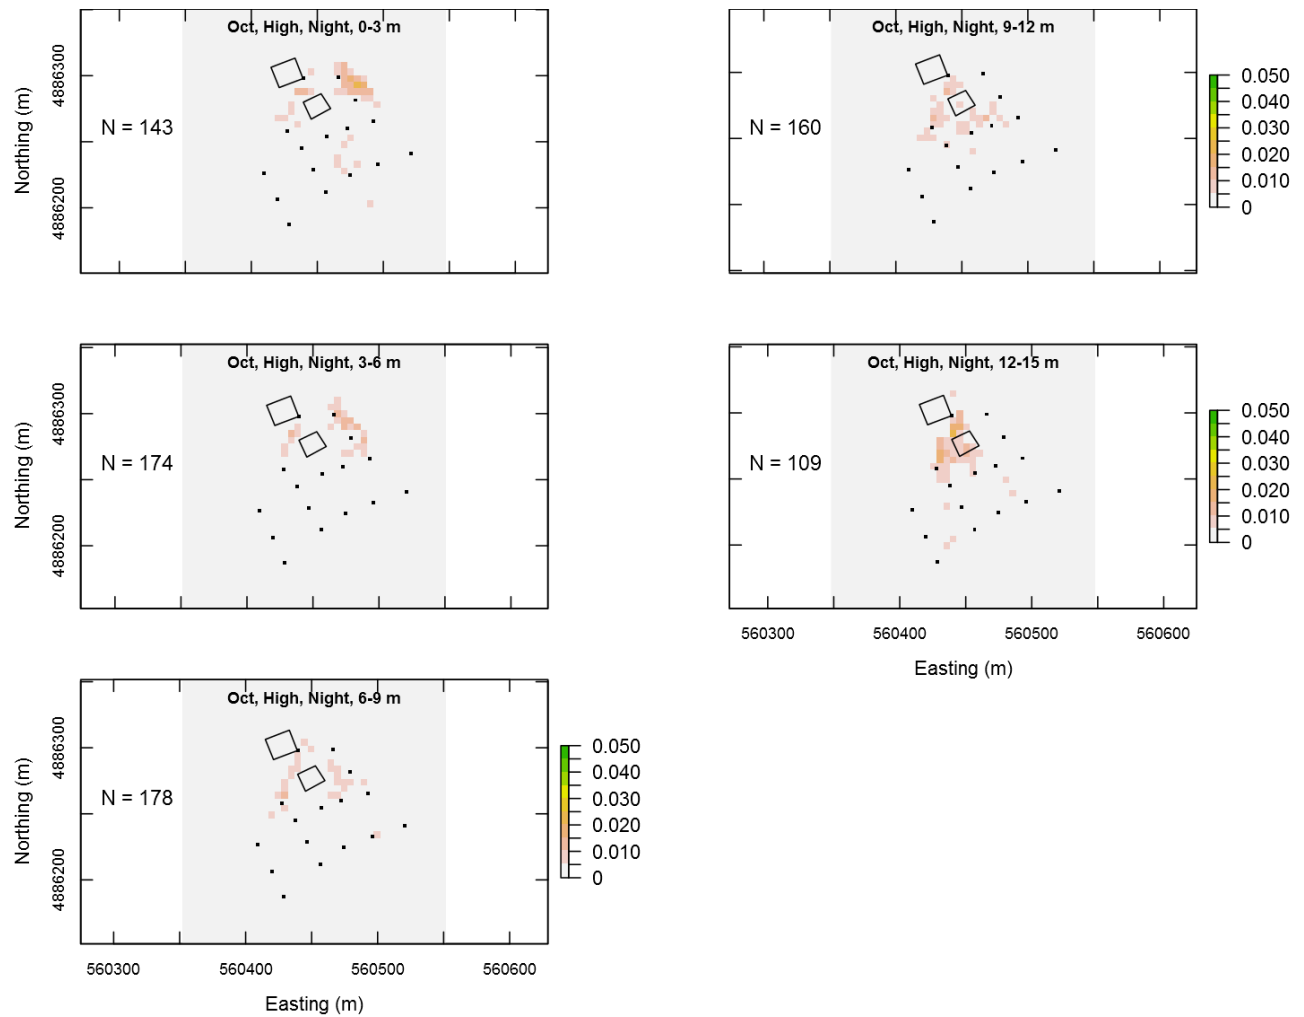 Oct, High, Night, 0-3 m
N = 143
Northing (m)
4886300
4886200
Oct, High, Night, 9-12 m
N = 160
0.050
0.040
0.030
0.020
0.010
0
Oct, High, Night, 3-6 m
N = 174
Northing (m)
4886300
4886200
Oct, High, Night, 12-15 m
N = 109
0.050
0.040
0.030
0.020
0.010
0
560300 560400 560500 560600
Easting (m)
Oct, High, Night, 6-9 m
N = 178
Northing (m)
4886300
4886200
0.050
0.040
0.030
0.020
0.010
0
560300 560400 560500 560600
Easting (m)